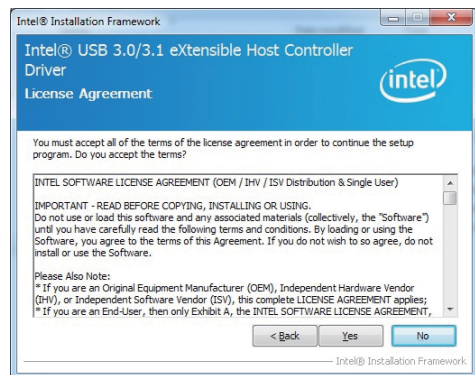 Intel® Installation Framework
Intel® USB 3.0/3.1 eXtensible Host Controller
Driver
License Agreement
intel
You must accept all of the terms of the license agreement in order to continue the setup
program. Do you accept the terms?
INTEL SOFTWARE LICENSE AGREEMENT (OEM / IHV / ISV Distribution & Single User)
IMPORTANT - READ BEFORE COPYING, INSTALLING OR USING.
Do not use or load this software and any associated materials (collectively, the "Software")
until you have carefully read the following terms and conditions. By loading or using the
Software, you agree to the terms of this Agreement. If you do not wish to so agree, do not
install or use the Software.
Please Also Note:
* If you are an Original Equipment Manufacturer (OEM), Independent Hardware Vendor
(IHV), or Independent Software Vendor (ISV), this complete LICENSE AGREEMENT applies;
* If you are an End-User, then only Exhibit A, the INTEL SOFTWARE LICENSE AGREEMENT,
< Back
Yes
No
Intel® Installation Framework